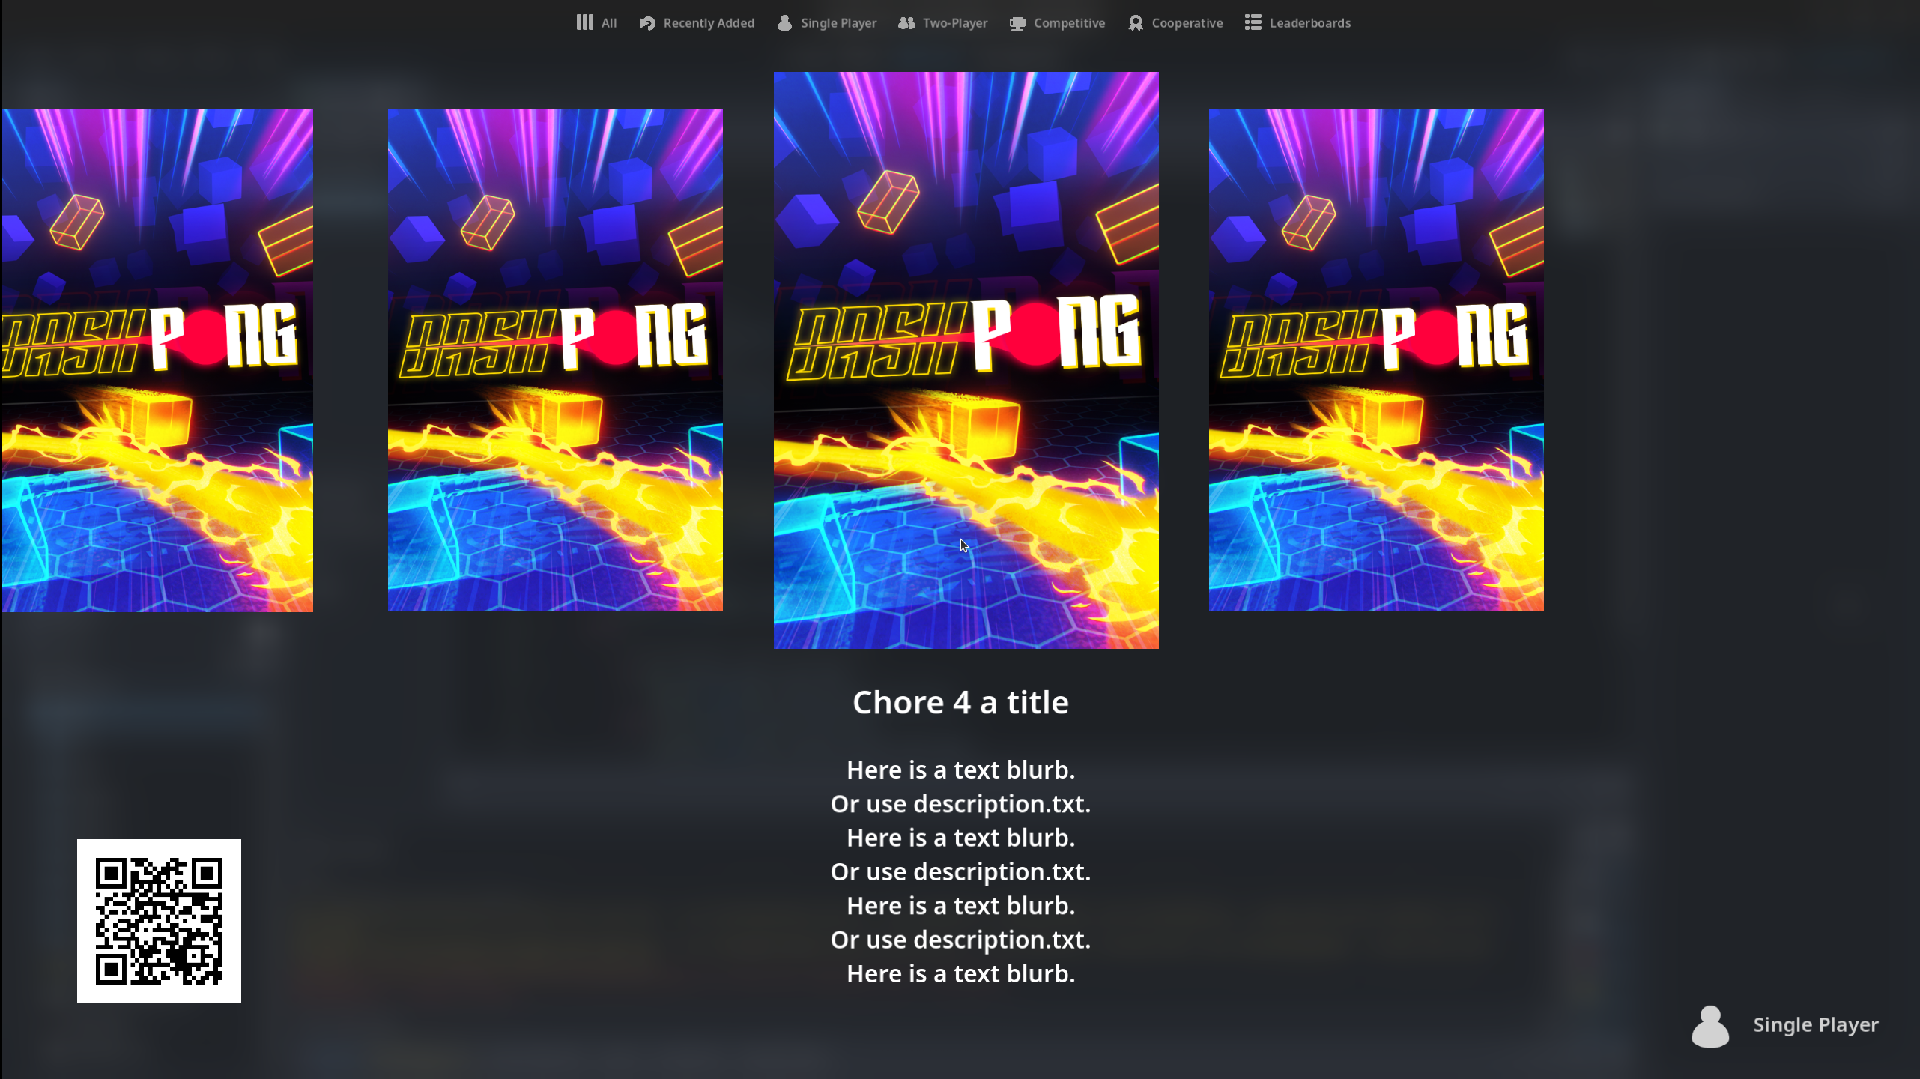 All
Recently Added
Single Player
Two-Player
Competitive
Cooperative
Leaderboards
DASH PONG
DASH PONG
DASH PONG
DASH PONG
Chore 4 a title
Here is a text blurb.
Or use description.txt.
Here is a text blurb.
Or use description.txt.
Here is a text blurb.
Or use description.txt.
Here is a text blurb.
Single Player